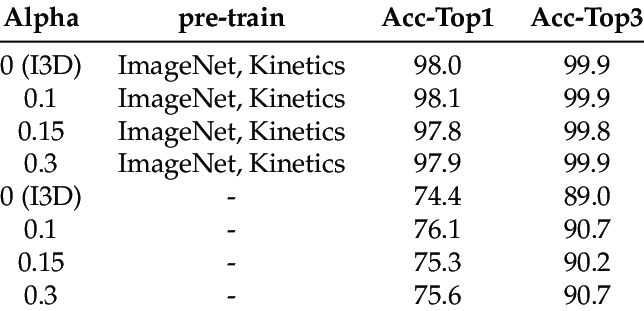 Alpha pre-train Acc-Top1 Acc-Top3
0 (I3D) ImageNet, Kinetics 98.0 99.9
0.1 ImageNet, Kinetics 98.1 99.9
0.15 ImageNet, Kinetics 97.8 99.8
0.3 ImageNet, Kinetics 97.9 99.9
0 (I3D) - 74.4 89.0
0.1 - 76.1 90.7
0.15 - 75.3 90.2
0.3 - 75.6 90.7